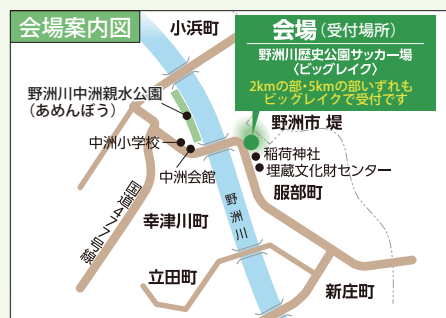 会場案内図
小浜町
会場(受付場所)
野洲川歴史公園サッカー場
〈ビッグレイク〉
2kmの部・5kmの部いずれも
ビッグレイクで受付です
野洲川中洲親水公園
(あめんぼう)
野洲市 堤
中洲小学校
稲荷神社
中洲会館
埋蔵文化財センター
服部町
国道477号線
野洲川
幸津川町
立田町
新庄町